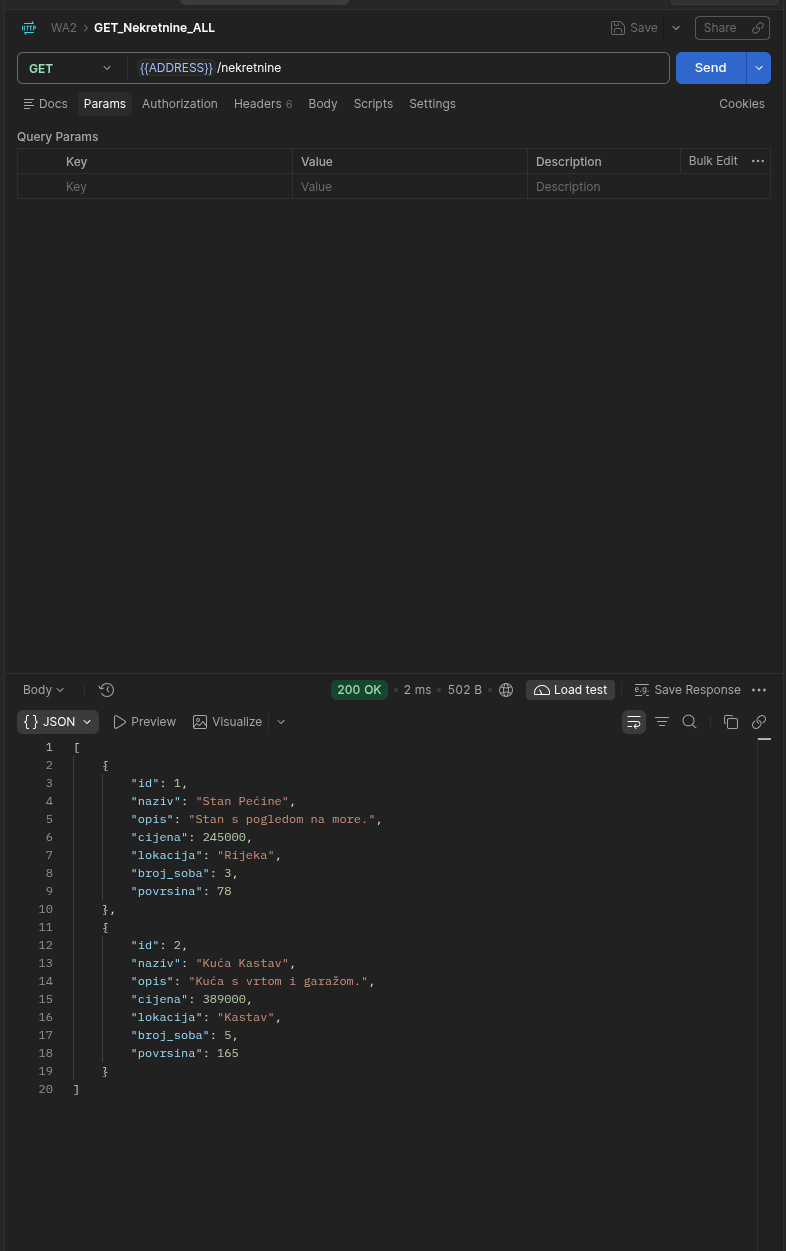 HTTP WA2 > GET_Nekretnine_ALL Save Share
GET {{ADDRESS}} /nekretnine Send
Docs Params Authorization Headers 6 Body Scripts Settings Cookies
Query Params
Key Value Description Bulk Edit ...
Key Value Description
Body 200 OK • 2 ms • 502 B • Load test e.g. Save Response ...
{ } JSON Preview Visualize
1 [
2 {
3 "id": 1,
4 "naziv": "Stan Pećine",
5 "opis": "Stan s pogledom na more.",
6 "cijena": 245000,
7 "lokacija": "Rijeka",
8 "broj_soba": 3,
9 "povrsina": 78
10 },
11 {
12 "id": 2,
13 "naziv": "Kuća Kastav",
14 "opis": "Kuća s vrtom i garažom.",
15 "cijena": 389000,
16 "lokacija": "Kastav",
17 "broj_soba": 5,
18 "povrsina": 165
19 }
20 ]